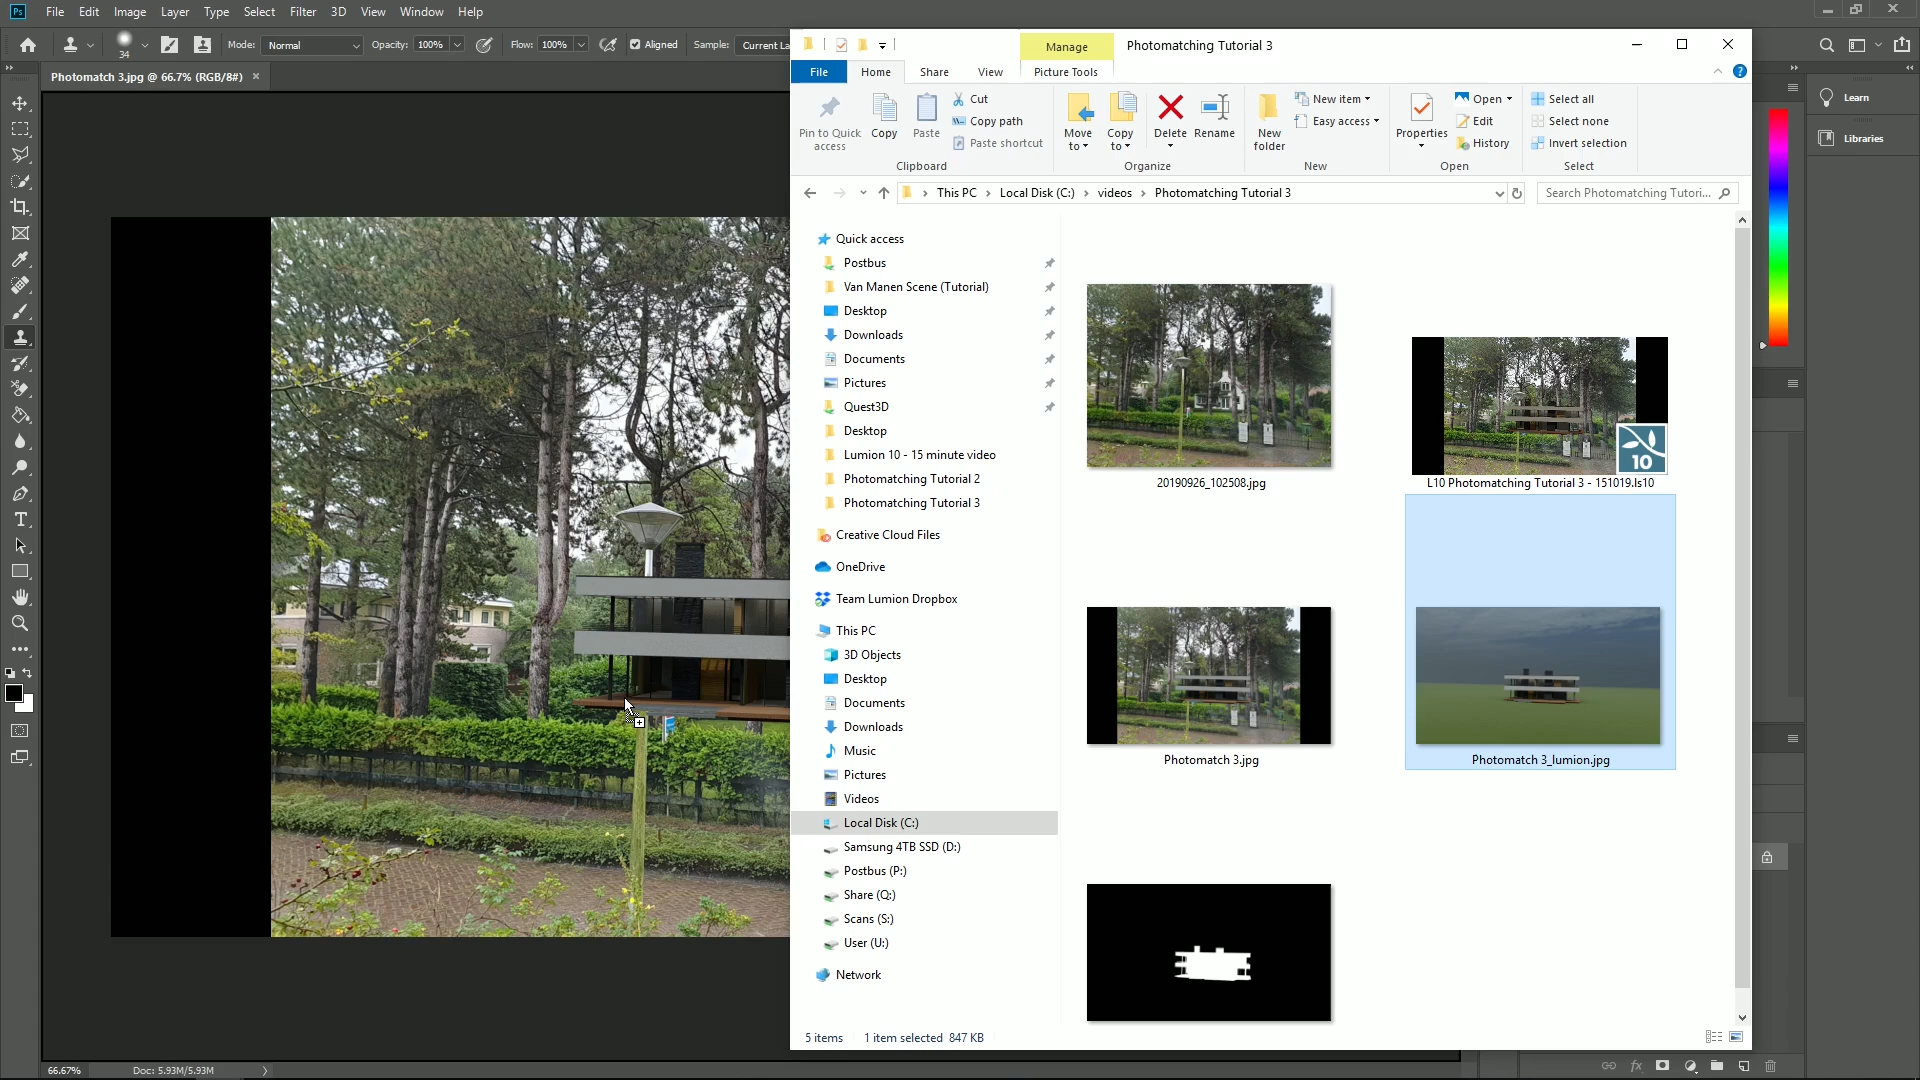 Ps File Edit Image Layer Type Select Filter 3D View Window Help
34 Mode: Normal Opacity: 100% Flow: 100% Aligned Sample: Current La
Photomatch 3.jpg @ 66.7% (RGB/8#)
Manage Photomatching Tutorial 3
File Home Share View Picture Tools
Pin to Quick access
Copy
Paste
Cut
Copy path
Paste shortcut
Clipboard
Move to
Copy to
Delete
Rename
Organize
New folder
New item
Easy access
New
Properties
Open
Edit
History
Open
Select all
Select none
Invert selection
Select
This PC Local Disk (C:) videos Photomatching Tutorial 3
Search Photomatching Tutori...
Quick access
Postbus
Van Manen Scene (Tutorial)
Desktop
Downloads
Documents
Pictures
Quest3D
Desktop
Lumion 10 - 15 minute video
Photomatching Tutorial 2
Photomatching Tutorial 3
Creative Cloud Files
OneDrive
Team Lumion Dropbox
This PC
3D Objects
Desktop
Documents
Downloads
Music
Pictures
Videos
Local Disk (C:)
Samsung 4TB SSD (D:)
Postbus (P:)
Share (Q:)
Scans (S:)
User (U:)
Network
20190926_102508.jpg
10
L10 Photomatching Tutorial 3 - 151019.ls10
Photomatch 3.jpg
Photomatch 3_lumion.jpg
5 items 1 item selected 847 KB
Learn
Libraries
fx
66.67% Doc: 5.93M/5.93M